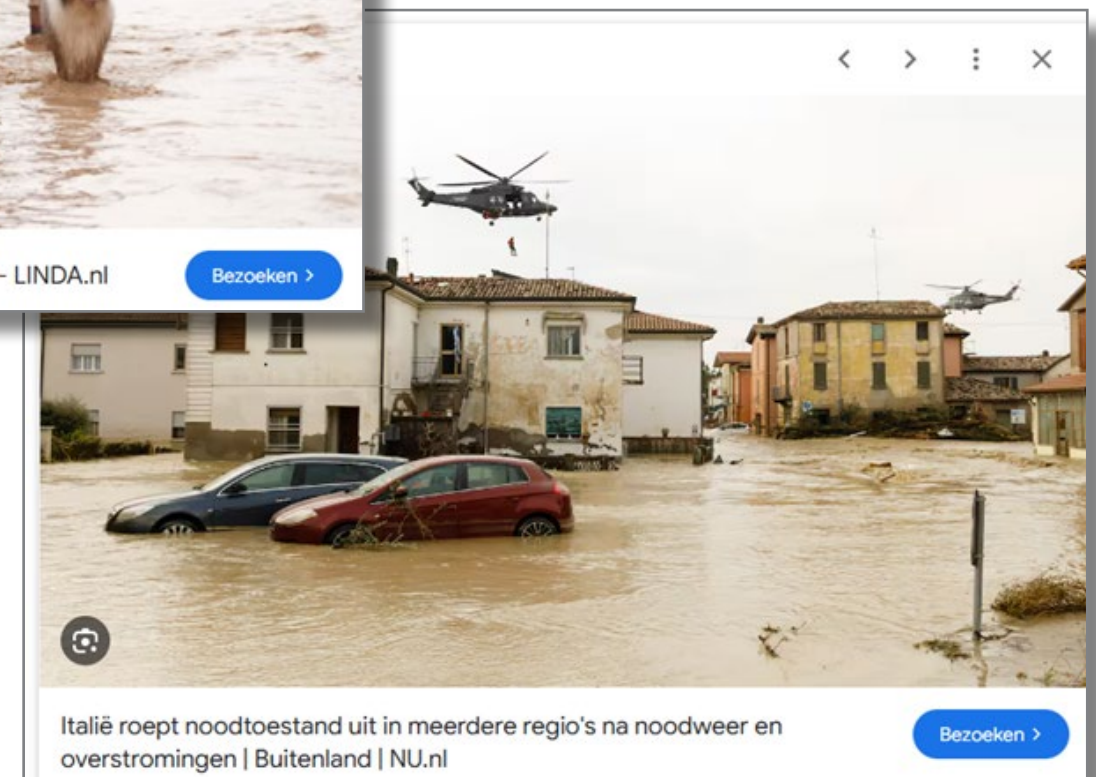 - LINDA.nl
Bezoeken >
Italië roept noodtoestand uit in meerdere regio's na noodweer en
overstromingen | Buitenland | NU.nl
Bezoeken >